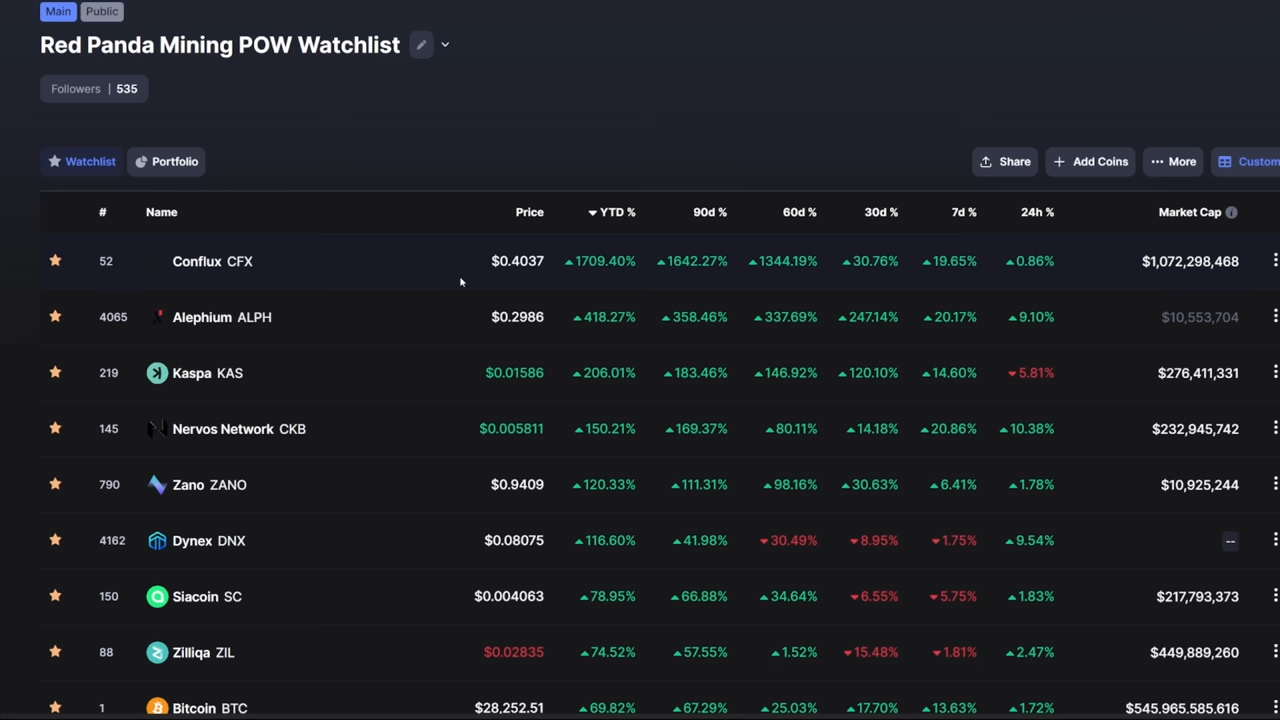 Main Public
Red Panda Mining POW Watchlist
Followers | 535
Watchlist Portfolio Share Add Coins More Custom
# Name Price YTD % 90d % 60d % 30d % 7d % 24h % Market Cap
52 Conflux CFX $0.4037 1709.40% 1642.27% 1344.19% 30.76% 19.65% 0.86% $1,072,298,468
4065 Alephium ALPH $0.2986 418.27% 358.46% 337.69% 247.14% 20.17% 9.10% $10,553,704
219 Kaspa KAS $0.01586 206.01% 183.46% 146.92% 120.10% 14.60% 5.81% $276,411,331
145 Nervos Network CKB $0.005811 150.21% 169.37% 80.11% 14.18% 20.86% 10.38% $232,945,742
790 Zano ZANO $0.9409 120.33% 111.31% 98.16% 30.63% 6.41% 1.78% $10,925,244
4162 Dynex DNX $0.08075 116.60% 41.98% 30.49% 8.95% 1.75% 9.54% --
150 Siacoin SC $0.004063 78.95% 66.88% 34.64% 6.55% 5.75% 1.83% $217,793,373
88 Zilliqa ZIL $0.02835 74.52% 57.55% 1.52% 15.48% 1.81% 2.47% $449,889,260
1 Bitcoin BTC $28,252.51 69.82% 67.29% 25.03% 17.70% 13.63% 1.72% $545,965,585,616